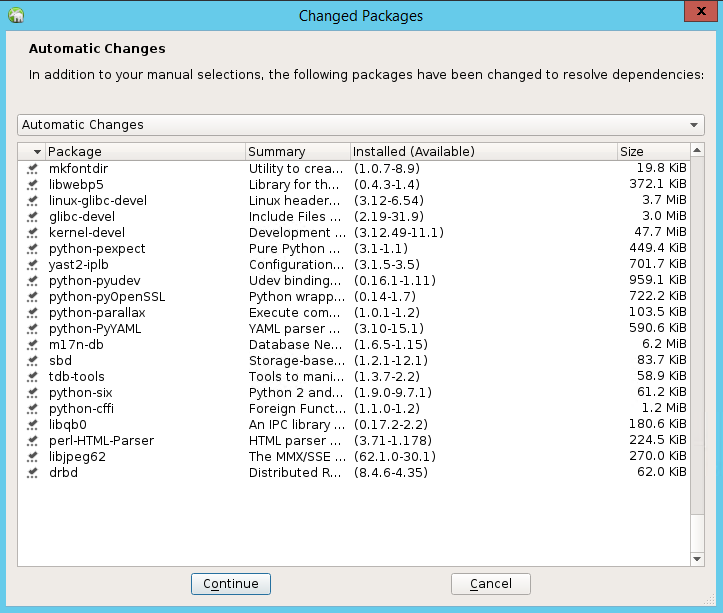 Changed Packages
x
Automatic Changes
In addition to your manual selections, the following packages have been changed to resolve dependencies:
Automatic Changes
Package Summary Installed (Available) Size
mkfontdir Utility to crea... (1.0.7-8.9) 19.8 KiB
libwebp5 Library for th... (0.4.3-1.4) 372.1 KiB
linux-glibc-devel Linux header... (3.12-6.54) 3.7 MiB
glibc-devel Include Files ... (2.19-31.9) 3.0 MiB
kernel-devel Development ... (3.12.49-11.1) 47.7 MiB
python-pexpect Pure Python ... (3.1-1.1) 449.4 KiB
yast2-iplb Configuration... (3.1.5-3.5) 701.7 KiB
python-pyudev Udev binding... (0.16.1-1.11) 959.1 KiB
python-pyOpenSSL Python wrapp... (0.14-1.7) 722.2 KiB
python-parallax Execute com... (1.0.1-1.2) 103.5 KiB
python-PyYAML YAML parser ... (3.10-15.1) 590.6 KiB
m17n-db Database Ne... (1.6.5-1.15) 6.2 MiB
sbd Storage-base... (1.2.1-12.1) 83.7 KiB
tdb-tools Tools to mani... (1.3.7-2.2) 58.9 KiB
python-six Python 2 and... (1.9.0-9.7.1) 61.2 KiB
python-cffi Foreign Funct... (1.1.0-1.2) 1.2 MiB
libqb0 An IPC library ... (0.17.2-2.2) 180.6 KiB
perl-HTML-Parser HTML parser ... (3.71-1.178) 224.5 KiB
libjpeg62 The MMX/SSE ... (62.1.0-30.1) 270.0 KiB
drbd Distributed R... (8.4.6-4.35) 62.0 KiB
Continue Cancel